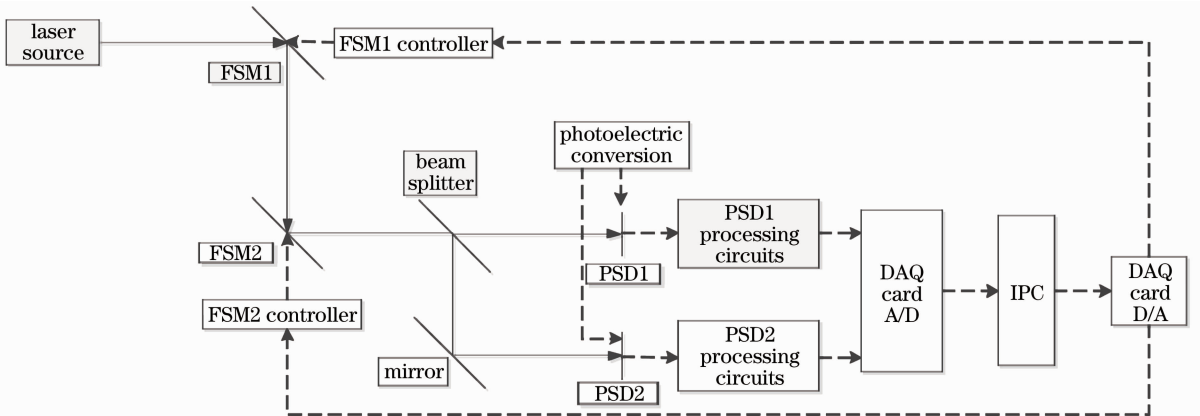 laser
source
FSM1 controller
FSM1
photoelectric
conversion
beam
splitter
PSD1
processing
circuits
FSM2
PSD1
DAQ
card
A/D
IPC
DAQ
card
D/A
FSM2 controller
PSD2
processing
circuits
mirror
PSD2